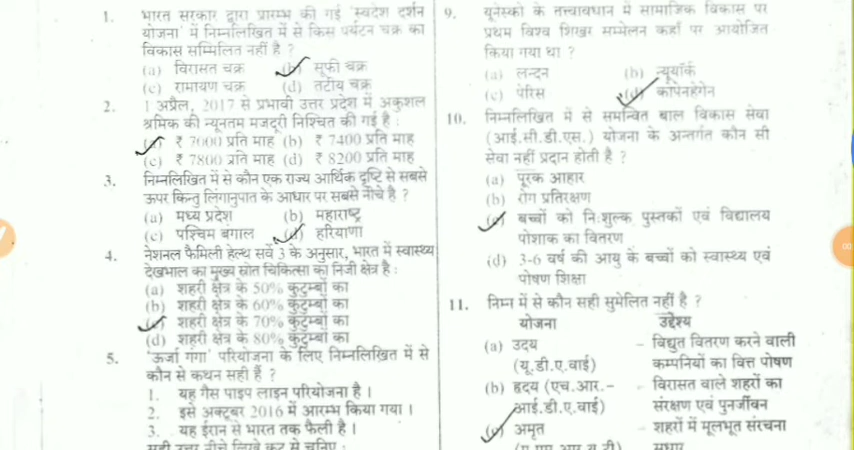 1. भारत सरकार द्वारा प्रारम्भ की गई 'स्वदेश दर्शन
योजना' में निम्नलिखित में से किस पर्यटन चक्र का
विकास सम्मिलित नहीं है ?
(a) विरासत चक्र (b) सूफी चक्र
(c) रामायण चक्र (d) तटीय चक्र
2. 1 अप्रैल, 2017 से प्रभावी उत्तर प्रदेश में अकुशल
श्रमिक की न्यूनतम मजदूरी निश्चित की गई है :
(a) ₹ 7000 प्रति माह (b) ₹ 7400 प्रति माह
(c) ₹ 7800 प्रति माह (d) ₹ 8200 प्रति माह
3. निम्नलिखित में से कौन एक राज्य आर्थिक दृष्टि से सबसे
ऊपर किन्तु लिंगानुपात के आधार पर सबसे नीचे है ?
(a) मध्य प्रदेश (b) महाराष्ट्र
(c) पश्चिम बंगाल (d) हरियाणा
4. नेशनल फैमिली हेल्थ सर्वे 3 के अनुसार, भारत में स्वास्थ्य
देखभाल का मुख्य स्रोत चिकित्सा का निजी क्षेत्र है :
(a) शहरी क्षेत्र के 50% कुटुम्बों का
(b) शहरी क्षेत्र के 60% कुटुम्बों का
(c) शहरी क्षेत्र के 70% कुटुम्बों का
(d) शहरी क्षेत्र के 80% कुटुम्बों का
5. 'ऊर्जा गंगा' परियोजना के लिए निम्नलिखित में से
कौन से कथन सही हैं ?
1. यह गैस पाइप लाइन परियोजना है ।
2. इसे अक्टूबर 2016 में आरम्भ किया गया ।
3. यह ईरान से भारत तक फैली है ।
सही उत्तर नीचे लिखे कूट से चुनिए :
9. यूनेस्को के तत्त्वावधान में सामाजिक विकास पर
प्रथम विश्व शिखर सम्मेलन कहाँ पर आयोजित
किया गया था ?
(a) लन्दन (b) न्यूयॉर्क
(c) पेरिस (d) कोपेनहेगेन
10. निम्नलिखित में से समन्वित बाल विकास सेवा
(आई.सी.डी.एस.) योजना के अन्तर्गत कौन सी
सेवा नहीं प्रदान होती है ?
(a) पूरक आहार
(b) रोग प्रतिरक्षण
(c) बच्चों को निःशुल्क पुस्तकों एवं विद्यालय
पोशाक का वितरण
(d) 3-6 वर्ष की आयु के बच्चों को स्वास्थ्य एवं
पोषण शिक्षा
11. निम्न में से कौन सही सुमेलित नहीं है ?
योजना उद्देश्य
(a) उदय – विद्युत वितरण करने वाली
(यू.डी.ए.वाई) कम्पनियों का वित्त पोषण
(b) हृदय (एच.आर.– – विरासत वाले शहरों का
आई.डी.ए.वाई) संरक्षण एवं पुनर्जीवन
(c) अमृत – शहरों में मूलभूत संरचना
सुधार